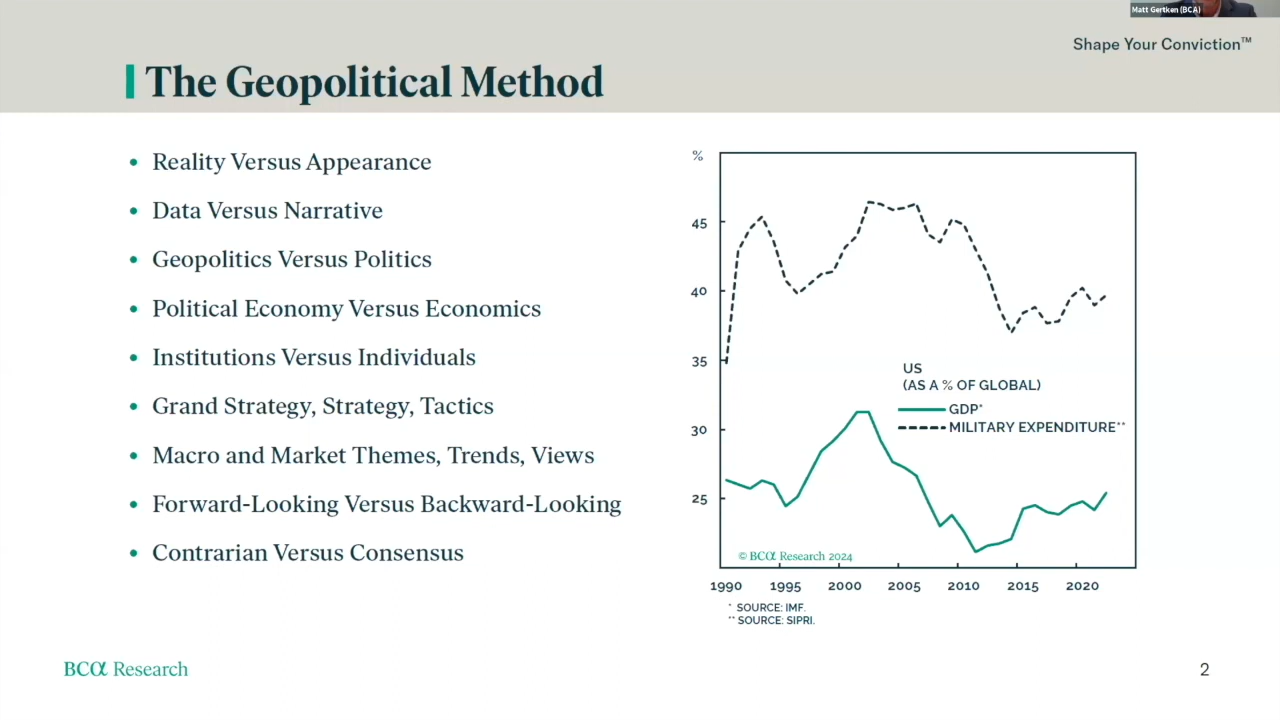 Matt Gertken (BCA)
Shape Your Conviction™
The Geopolitical Method
• Reality Versus Appearance
• Data Versus Narrative
• Geopolitics Versus Politics
• Political Economy Versus Economics
• Institutions Versus Individuals
• Grand Strategy, Strategy, Tactics
• Macro and Market Themes, Trends, Views
• Forward-Looking Versus Backward-Looking
• Contrarian Versus Consensus
%
45
40
35
30
25
US
(AS A % OF GLOBAL)
GDP*
MILITARY EXPENDITURE**
© BCα Research 2024
1990 1995 2000 2005 2010 2015 2020
* SOURCE: IMF.
** SOURCE: SIPRI.
BCα Research
2